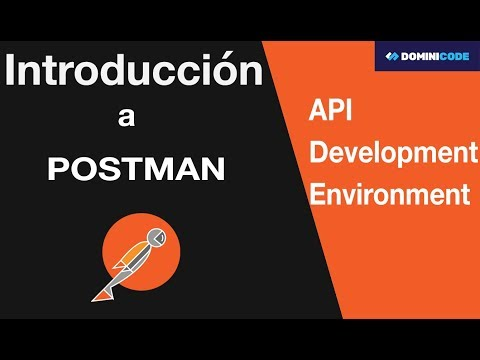 Introducción
a
POSTMAN
DOMINICODE
API
Development
Environment